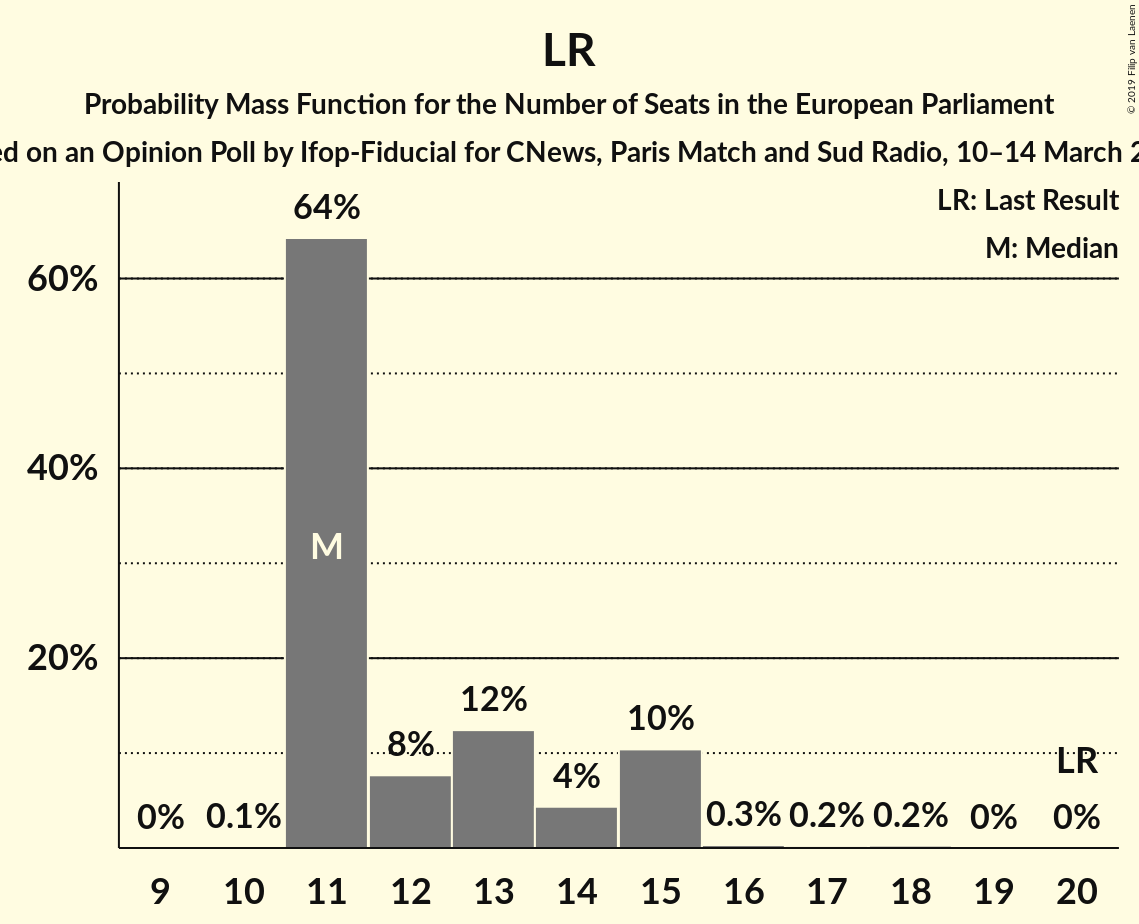 LR
Probability Mass Function for the Number of Seats in the European Parliament
on an Opinion Poll by Ifop-Fiducial for CNews, Paris Match and Sud Radio, 10–14 March
© 2019 Filip van Laenen
LR: Last Result
M: Median
64%
60%
40%
M
20%
12%
10%
8%
4%
LR
0% 0.1% 0.3% 0.2% 0.2% 0% 0%
9 10 11 12 13 14 15 16 17 18 19 20